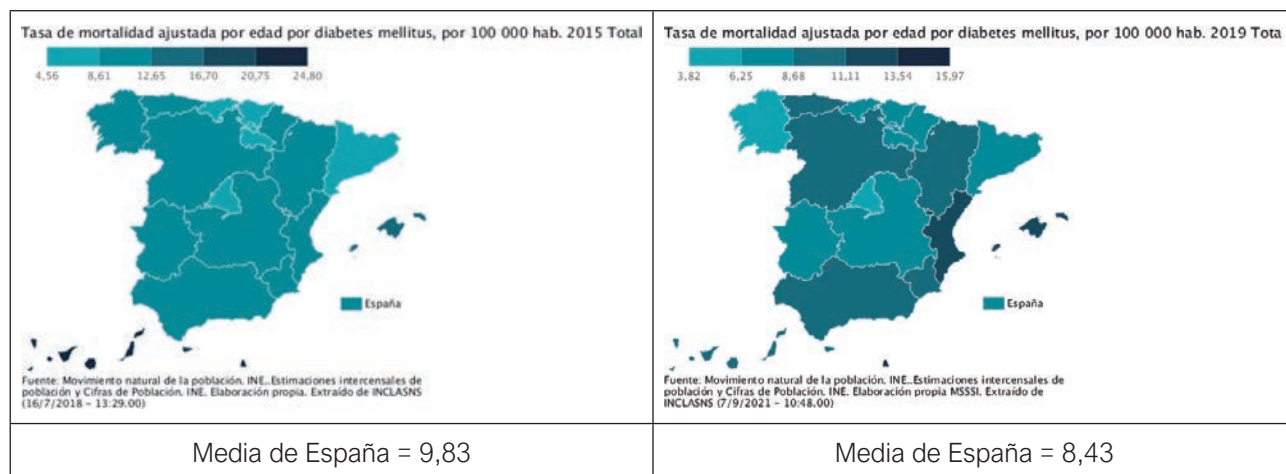 Tasa de mortalidad ajustada por edad por diabetes mellitus, por 100 000 hab. 2015 Total
4,56 8,61 12,65 16,70 20,75 24,80
España
Fuente: Movimiento natural de la población. INE..Estimaciones intercensales de
población y Cifras de Población. INE. Elaboración propia. Extraído de INCLASNS
(16/7/2018 - 13:29.00)
Media de España = 9,83
Tasa de mortalidad ajustada por edad por diabetes mellitus, por 100 000 hab. 2019 Tota
3,82 6,25 8,68 11,11 13,54 15,97
España
Fuente: Movimiento natural de la población. INE..Estimaciones intercensales de
población y Cifras de Población. INE. Elaboración propia MSSSI. Extraído de
INCLASNS (7/9/2021 - 10:48.00)
Media de España = 8,43